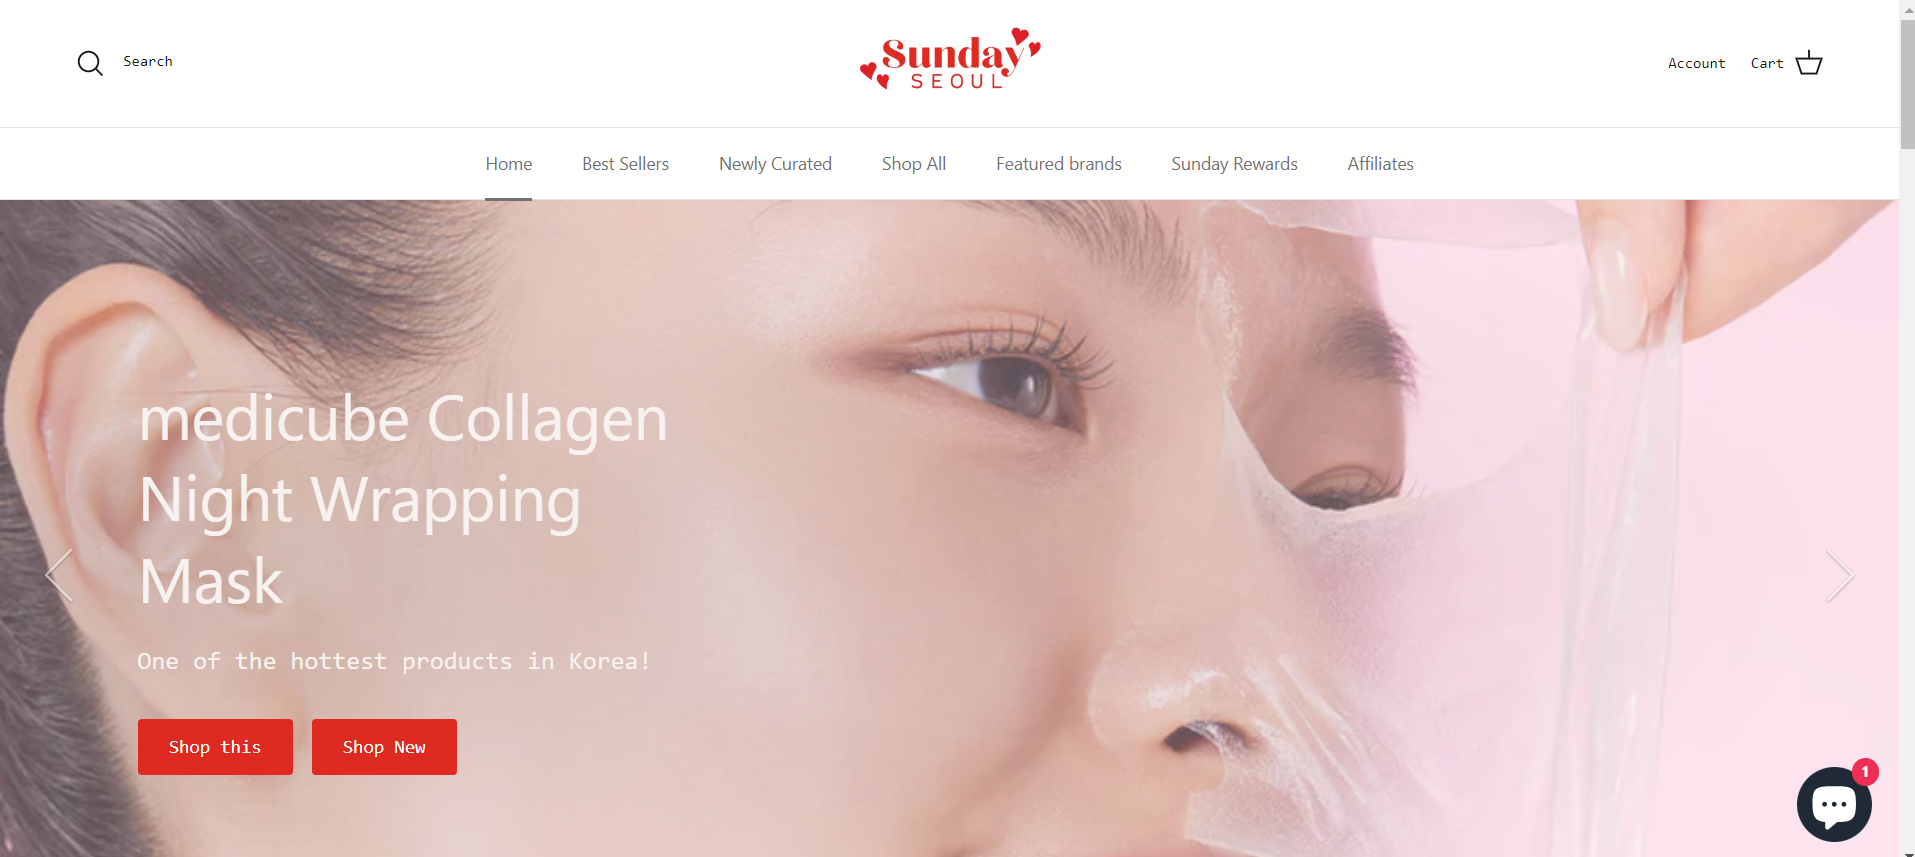 Search
Sunday
SEOUL
Account
Cart
Home
Best Sellers
Newly Curated
Shop All
Featured brands
Sunday Rewards
Affiliates
medicube Collagen
Night Wrapping
Mask
One of the hottest products in Korea!
Shop this
Shop New
1